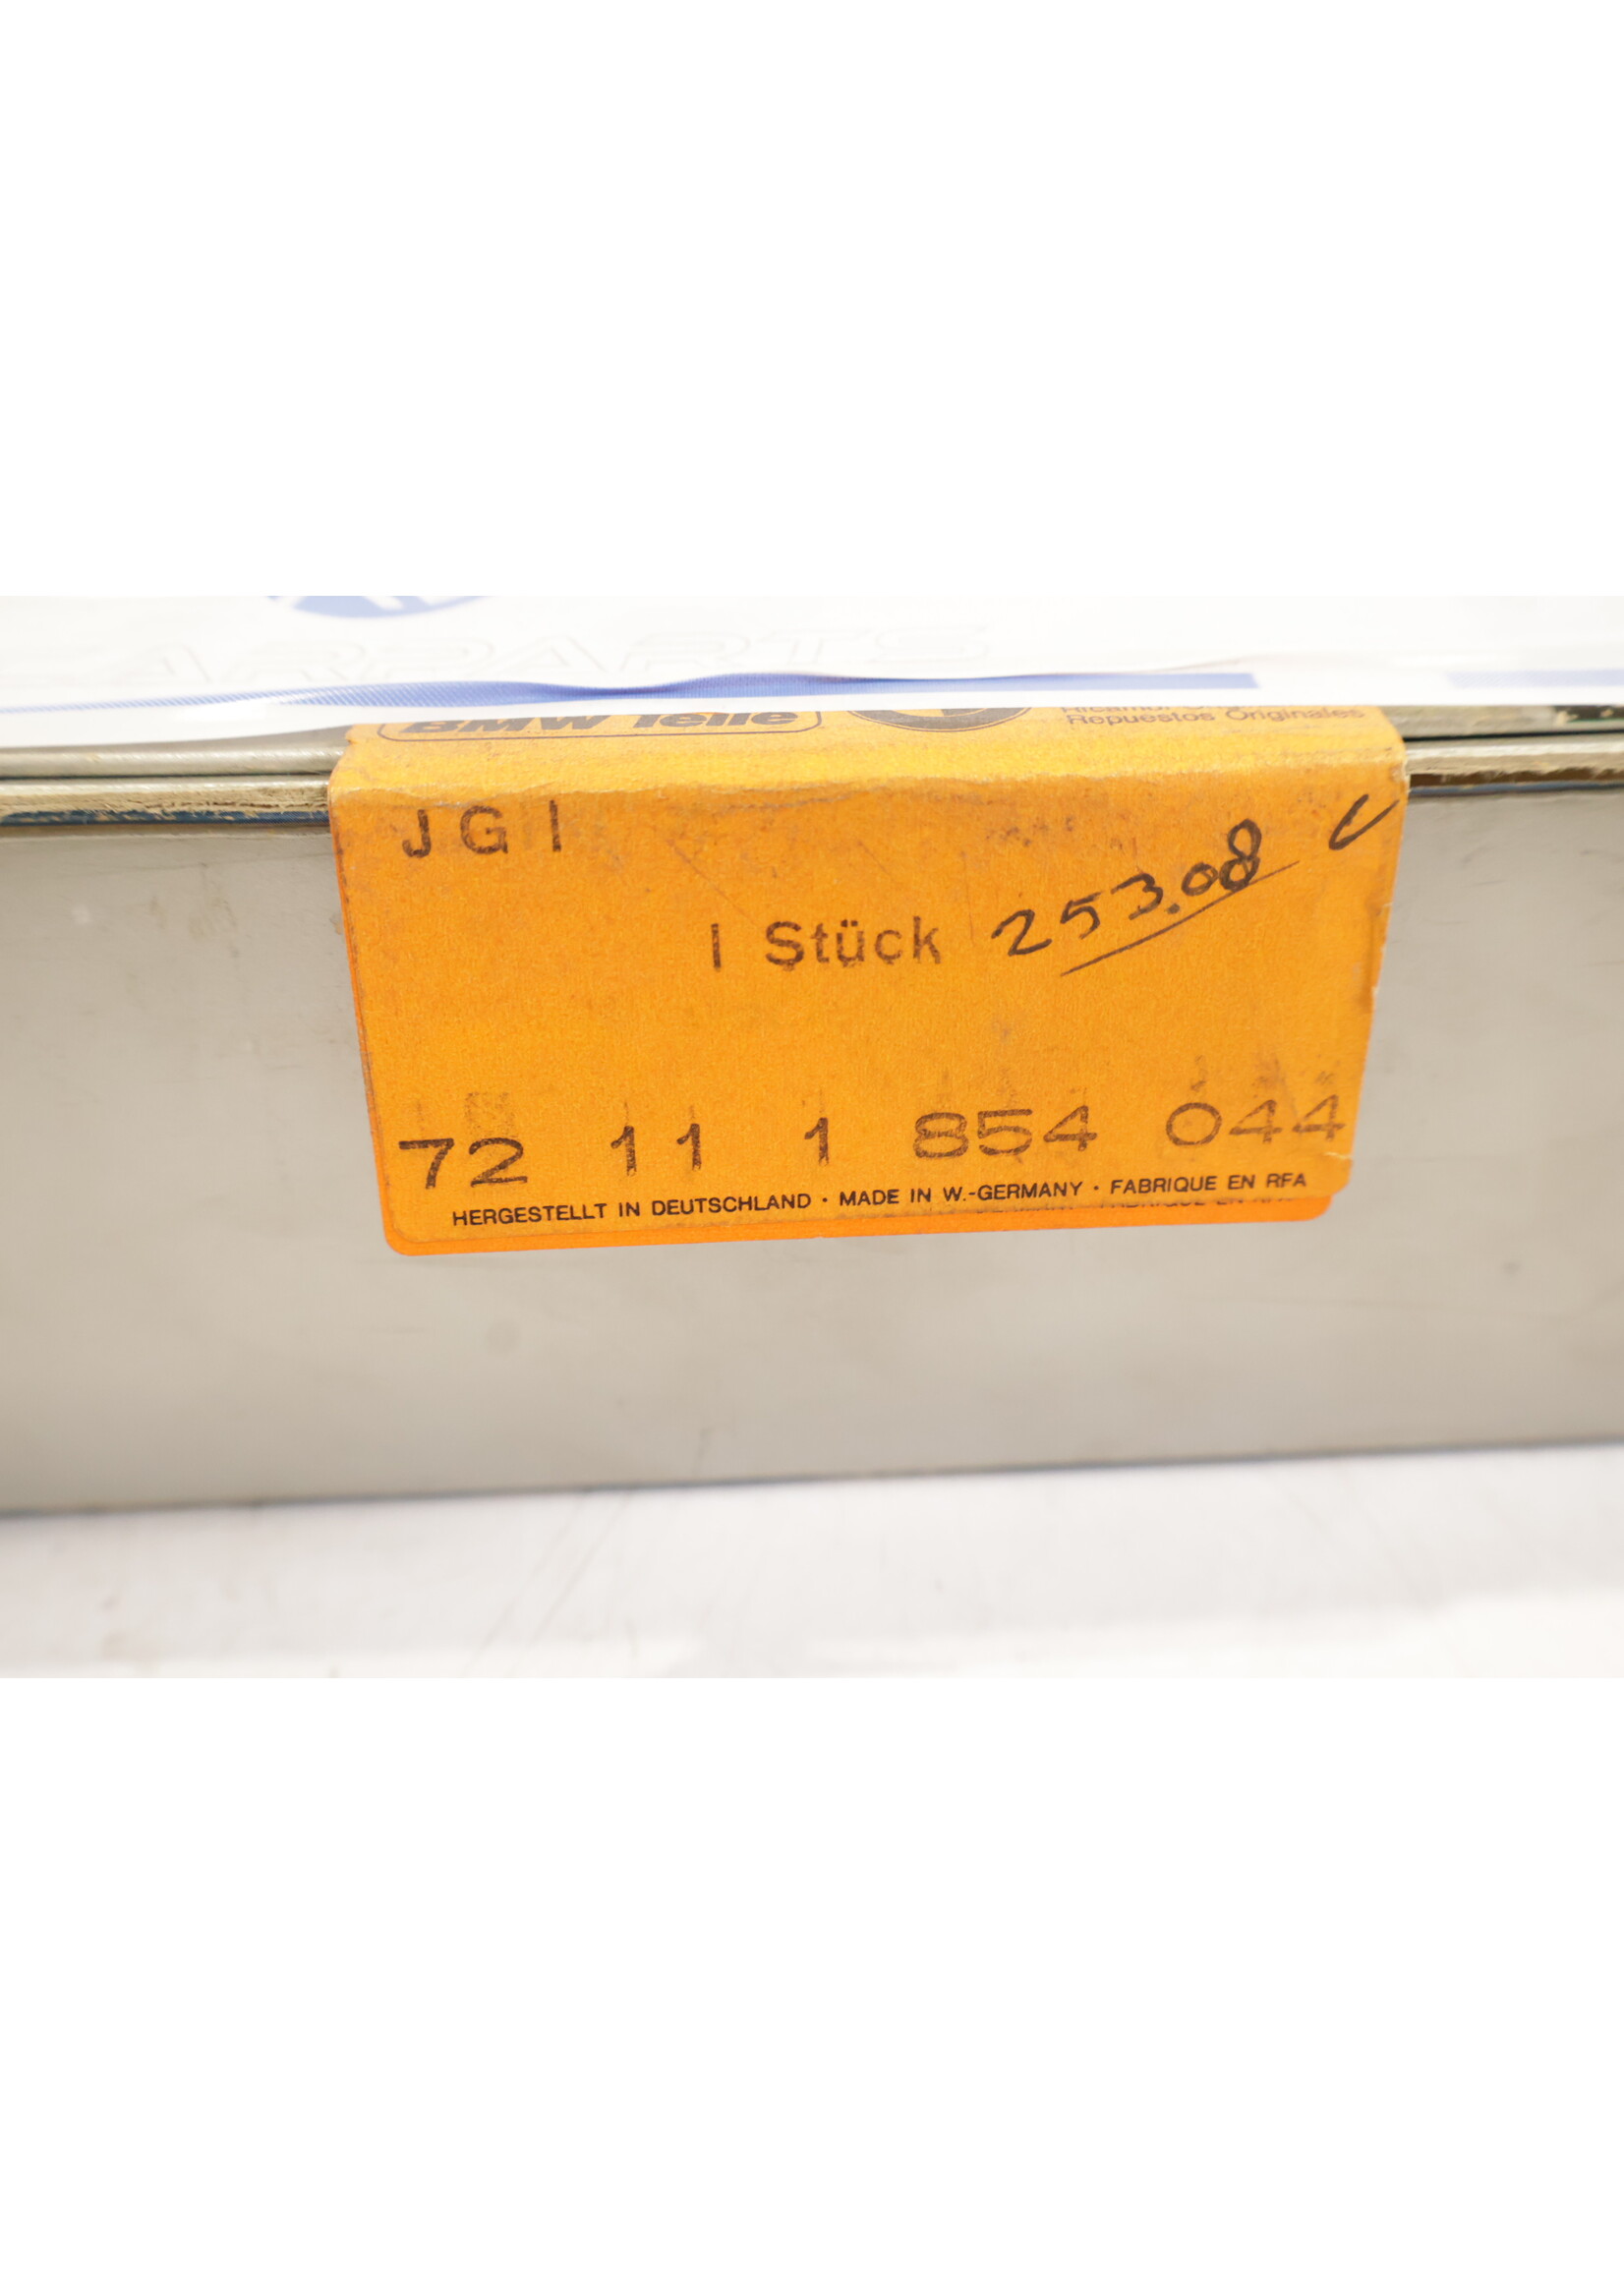 CARPARTS
BMW Teile
Repuestos Originales
J G I
253.08
I Stück
72 11 1 854 044
HERGESTELLT IN DEUTSCHLAND · MADE IN W.-GERMANY · FABRIQUE EN RFA